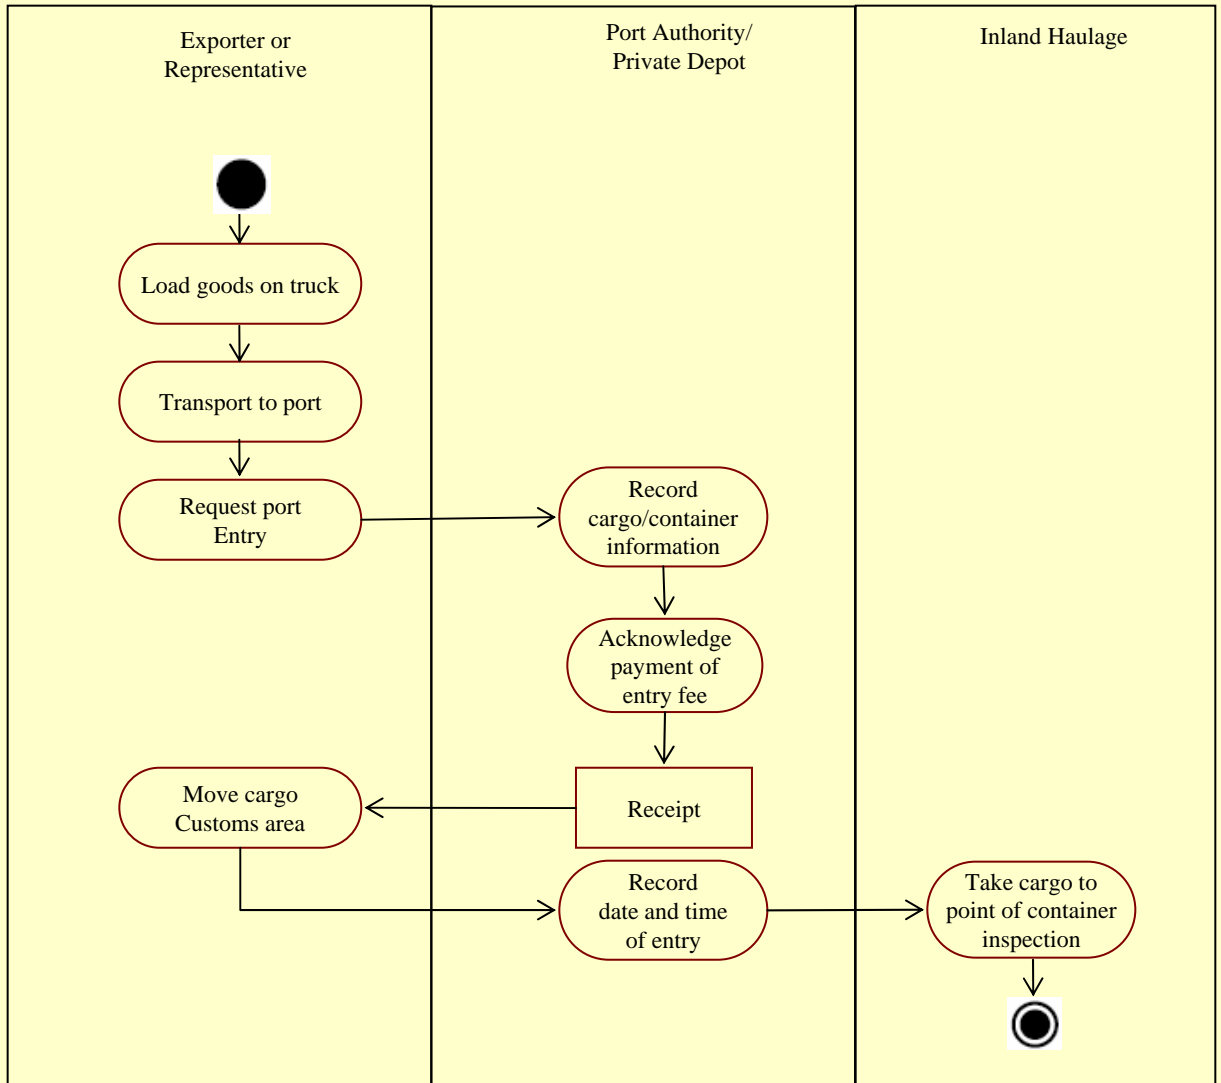 Exporter or
Representative
Port Authority/
Private Depot
Inland Haulage
Load goods on truck
Transport to port
Request port
Entry
Record
cargo/container
information
Acknowledge
payment of
entry fee
Move cargo
Customs area
Receipt
Record
date and time
of entry
Take cargo to
point of container
inspection